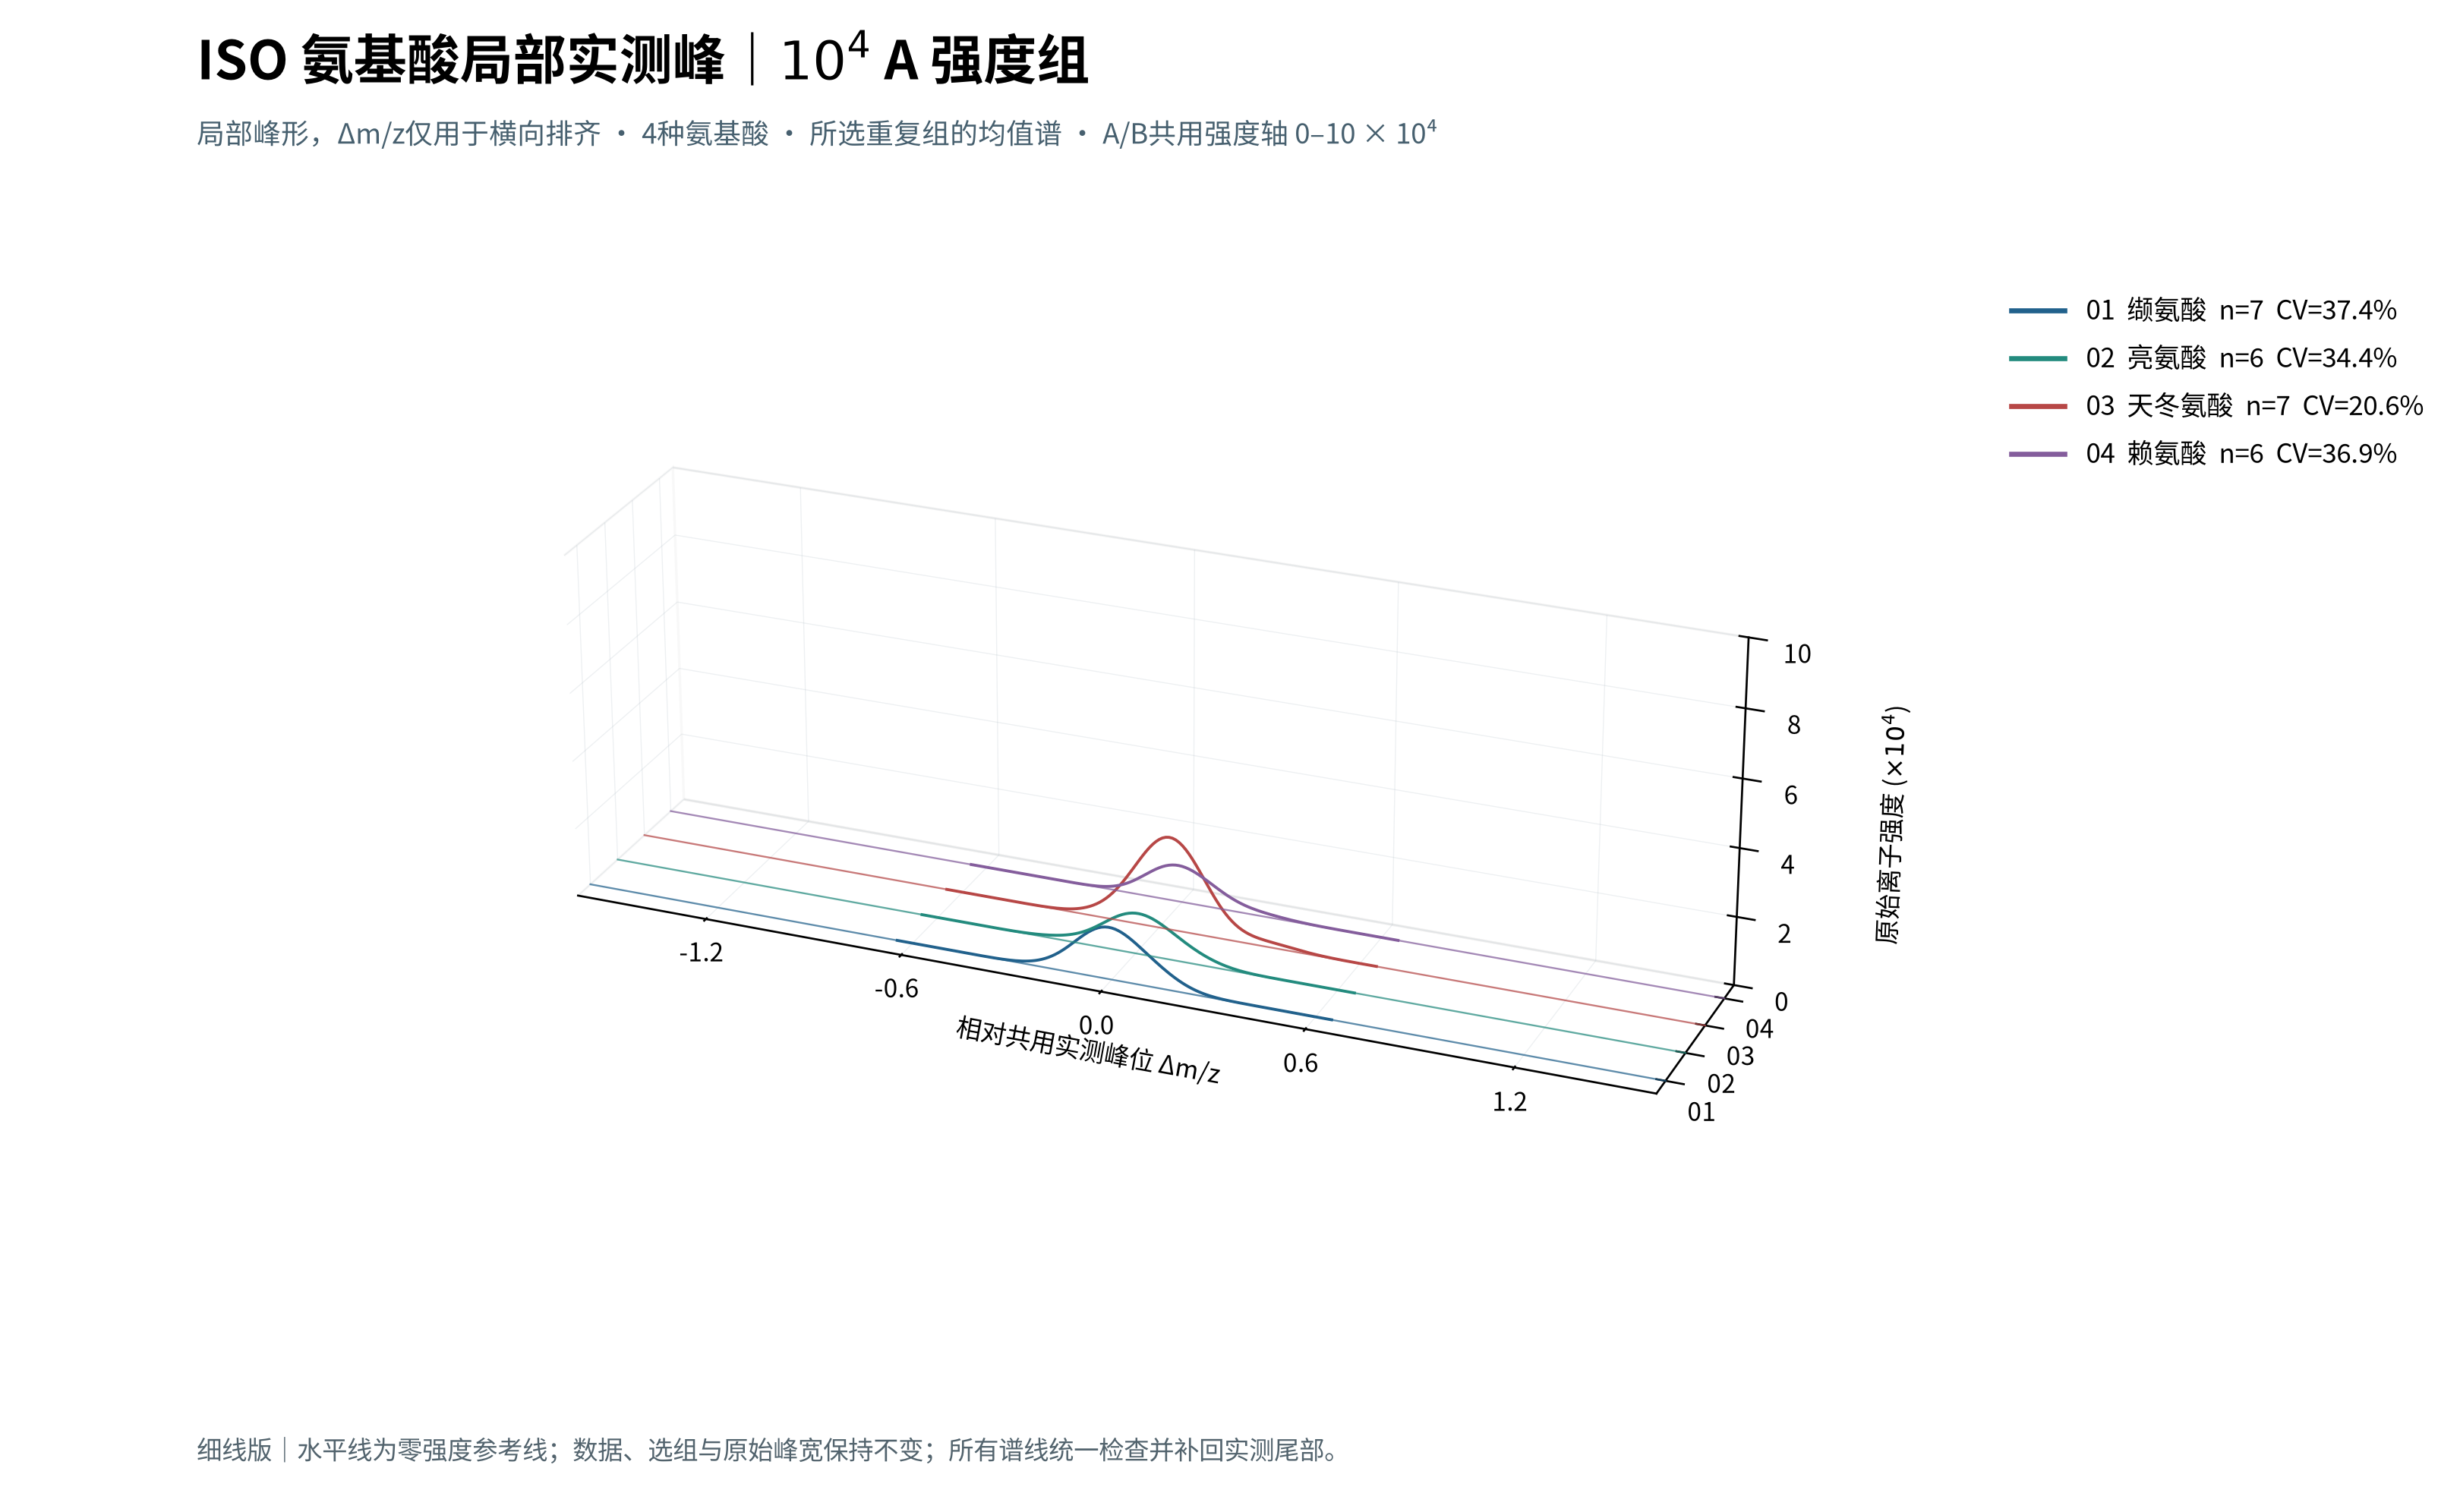 ISO 氨基酸局部实测峰｜10⁴ A 强度组
局部峰形，Δm/z仅用于横向排齐 · 4种氨基酸 · 所选重复组的均值谱 · A/B共用强度轴 0–10 × 10⁴
01 缬氨酸 n=7 CV=37.4%
02 亮氨酸 n=6 CV=34.4%
03 天冬氨酸 n=7 CV=20.6%
04 赖氨酸 n=6 CV=36.9%
10
8
6
4
2
0
原始离子强度 (×10⁴)
04
03
02
01
-1.2
-0.6
0.0
0.6
1.2
相对共用实测峰位 Δm/z
细线版｜水平线为零强度参考线；数据、选组与原始峰宽保持不变；所有谱线统一检查并补回实测尾部。